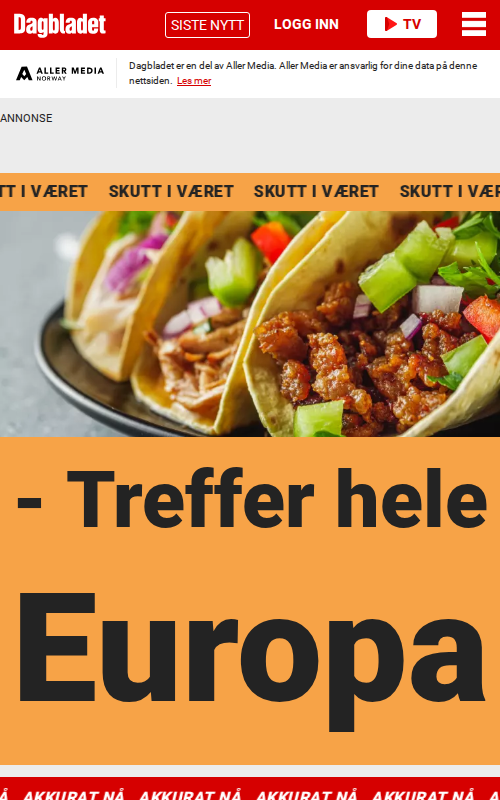 Dagbladet SISTE NYTT LOGG INN TV
ALLER MEDIA NORWAY
Dagbladet er en del av Aller Media. Aller Media er ansvarlig for dine data på denne
nettsiden. Les mer
ANNONSE
TT I VÆRET SKUTT I VÆRET SKUTT I VÆRET SKUTT I VÆR
- Treffer hele
Europa
Å AKKURAT NÅ AKKURAT NÅ AKKURAT NÅ AKKURAT NÅ